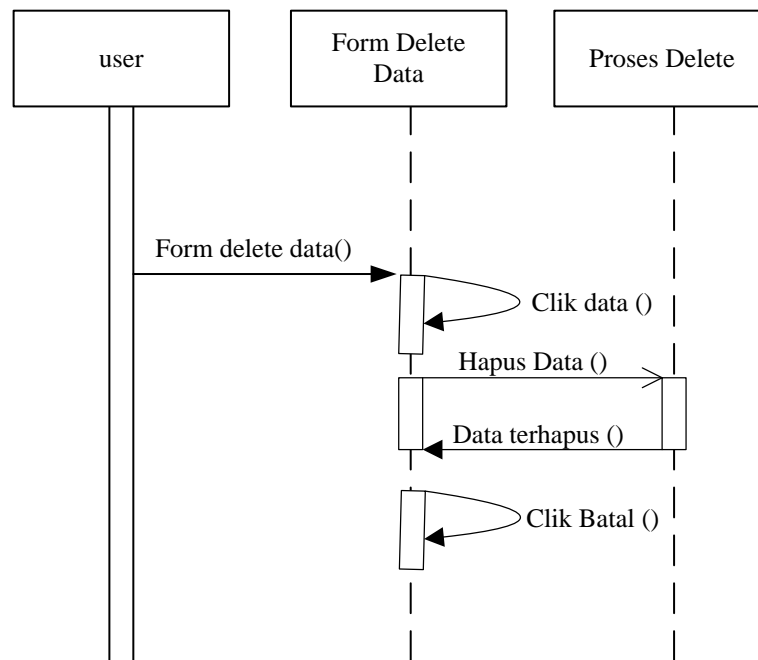 user
Form Delete
Data
Proses Delete
Form delete data()
Clik data ()
Hapus Data ()
Data terhapus ()
Clik Batal ()